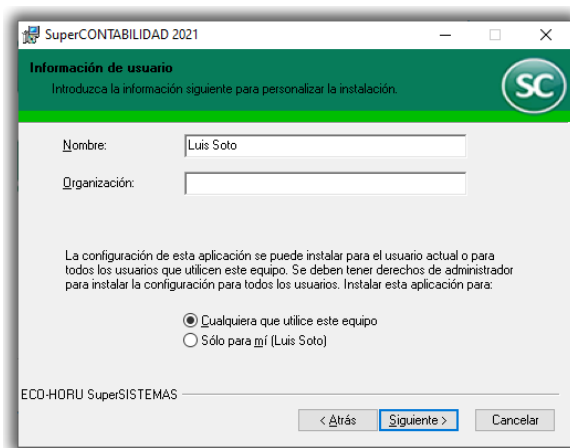 SuperCONTABILIDAD 2021
Información de usuario
Introduzca la información siguiente para personalizar la instalación.
SC
Nombre:
Luis Soto
Organización:
La configuración de esta aplicación se puede instalar para el usuario actual o para
todos los usuarios que utilicen este equipo. Se deben tener derechos de administrador
para instalar la configuración para todos los usuarios. Instalar esta aplicación para:
Cualquiera que utilice este equipo
Sólo para mí (Luis Soto)
ECO-HORU SuperSISTEMAS
< Atrás
Siguiente >
Cancelar